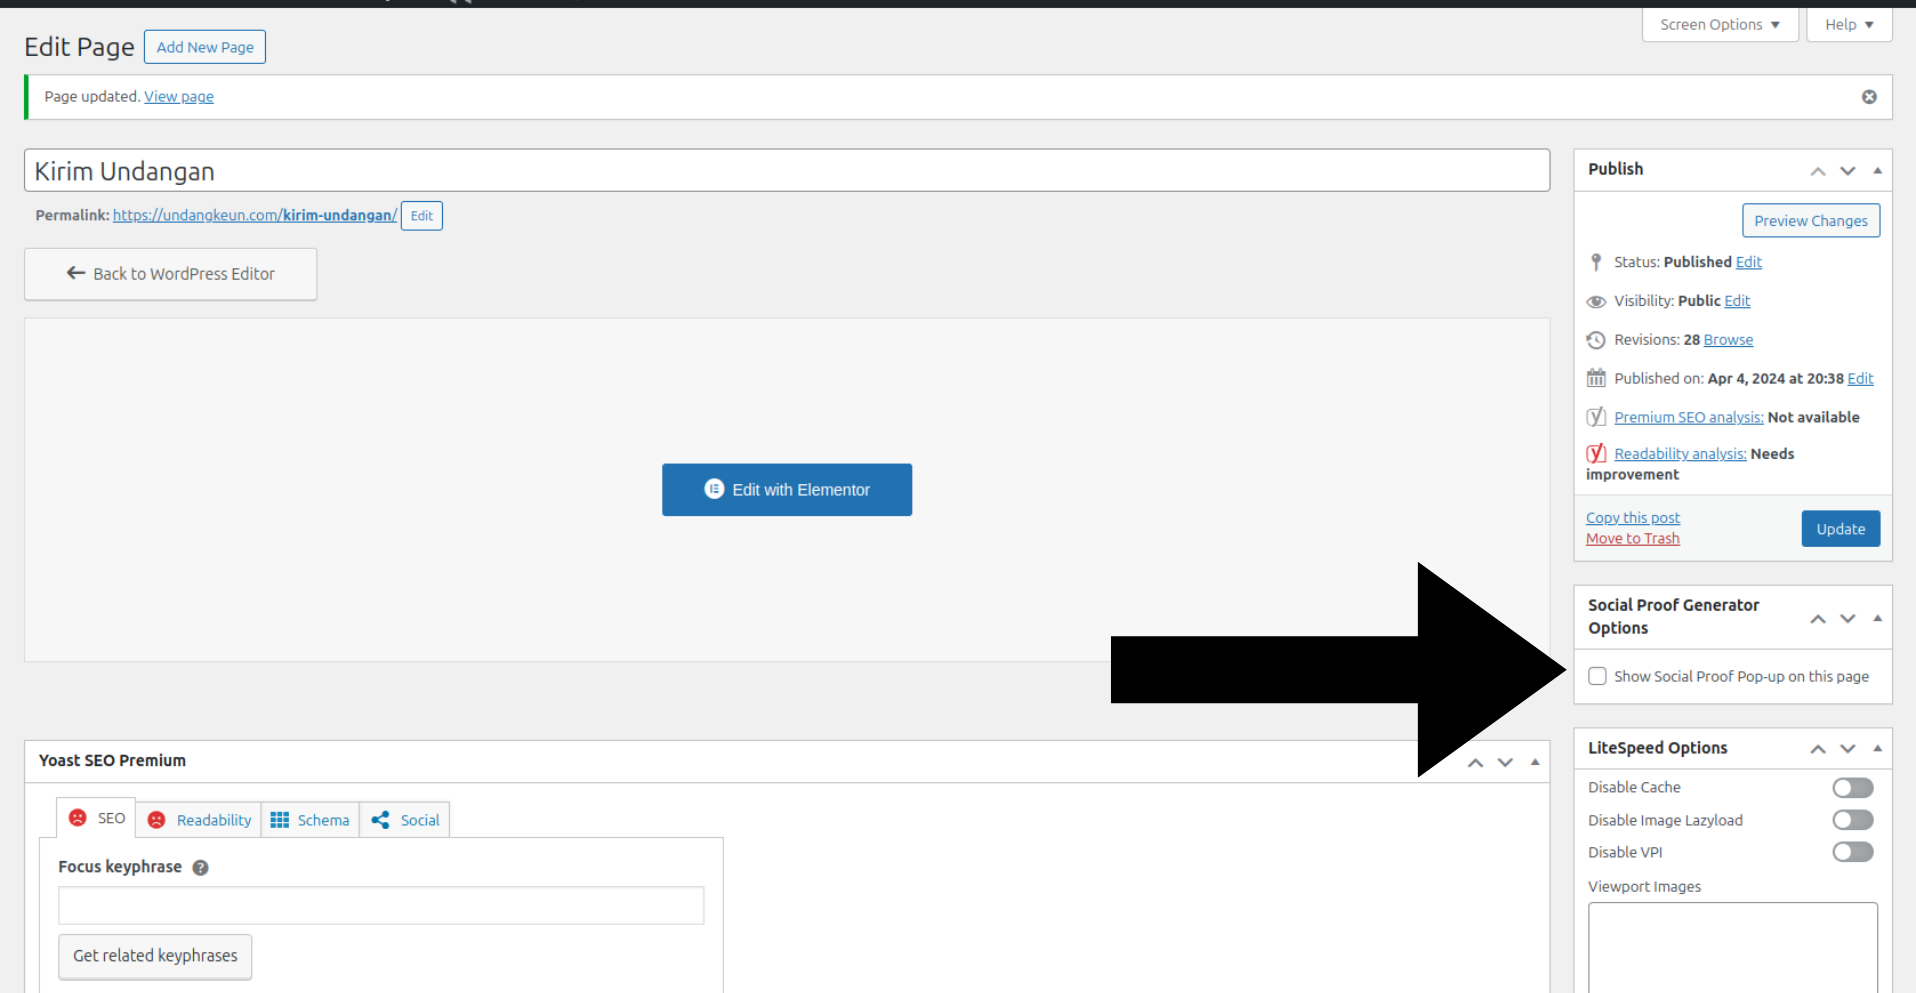 Screen Options ▼ Help ▼
Edit Page Add New Page
Page updated. View page
Kirim Undangan
Permalink: https://undangkeun.com/kirim-undangan/ Edit
Back to WordPress Editor
Edit with Elementor
Publish
Preview Changes
Status: Published Edit
Visibility: Public Edit
Revisions: 28 Browse
Published on: Apr 4, 2024 at 20:38 Edit
Premium SEO analysis: Not available
Readability analysis: Needs
improvement
Copy this post
Move to Trash
Update
Social Proof Generator
Options
Show Social Proof Pop-up on this page
Yoast SEO Premium
SEO Readability Schema Social
Focus keyphrase
Get related keyphrases
LiteSpeed Options
Disable Cache
Disable Image Lazyload
Disable VPI
Viewport Images